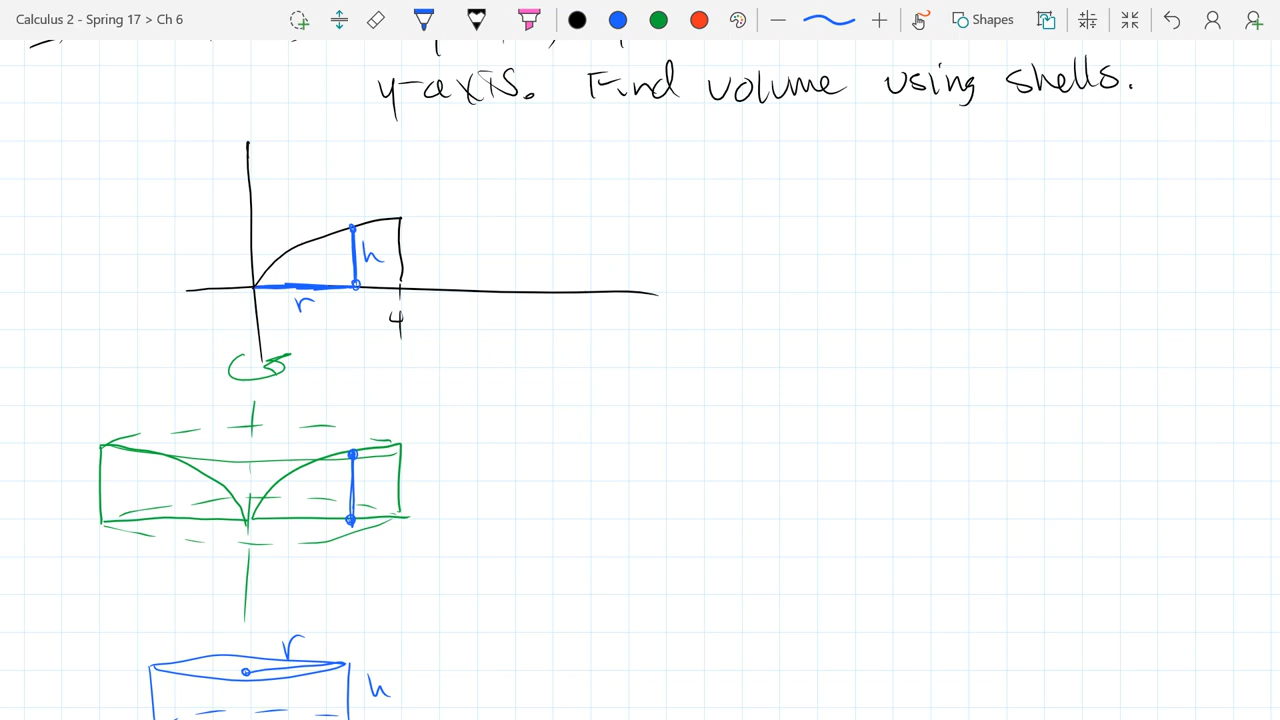 Calculus 2 - Spring 17 > Ch 6
Shapes
y-axis. Find volume using shells.
h
r
4
r
h